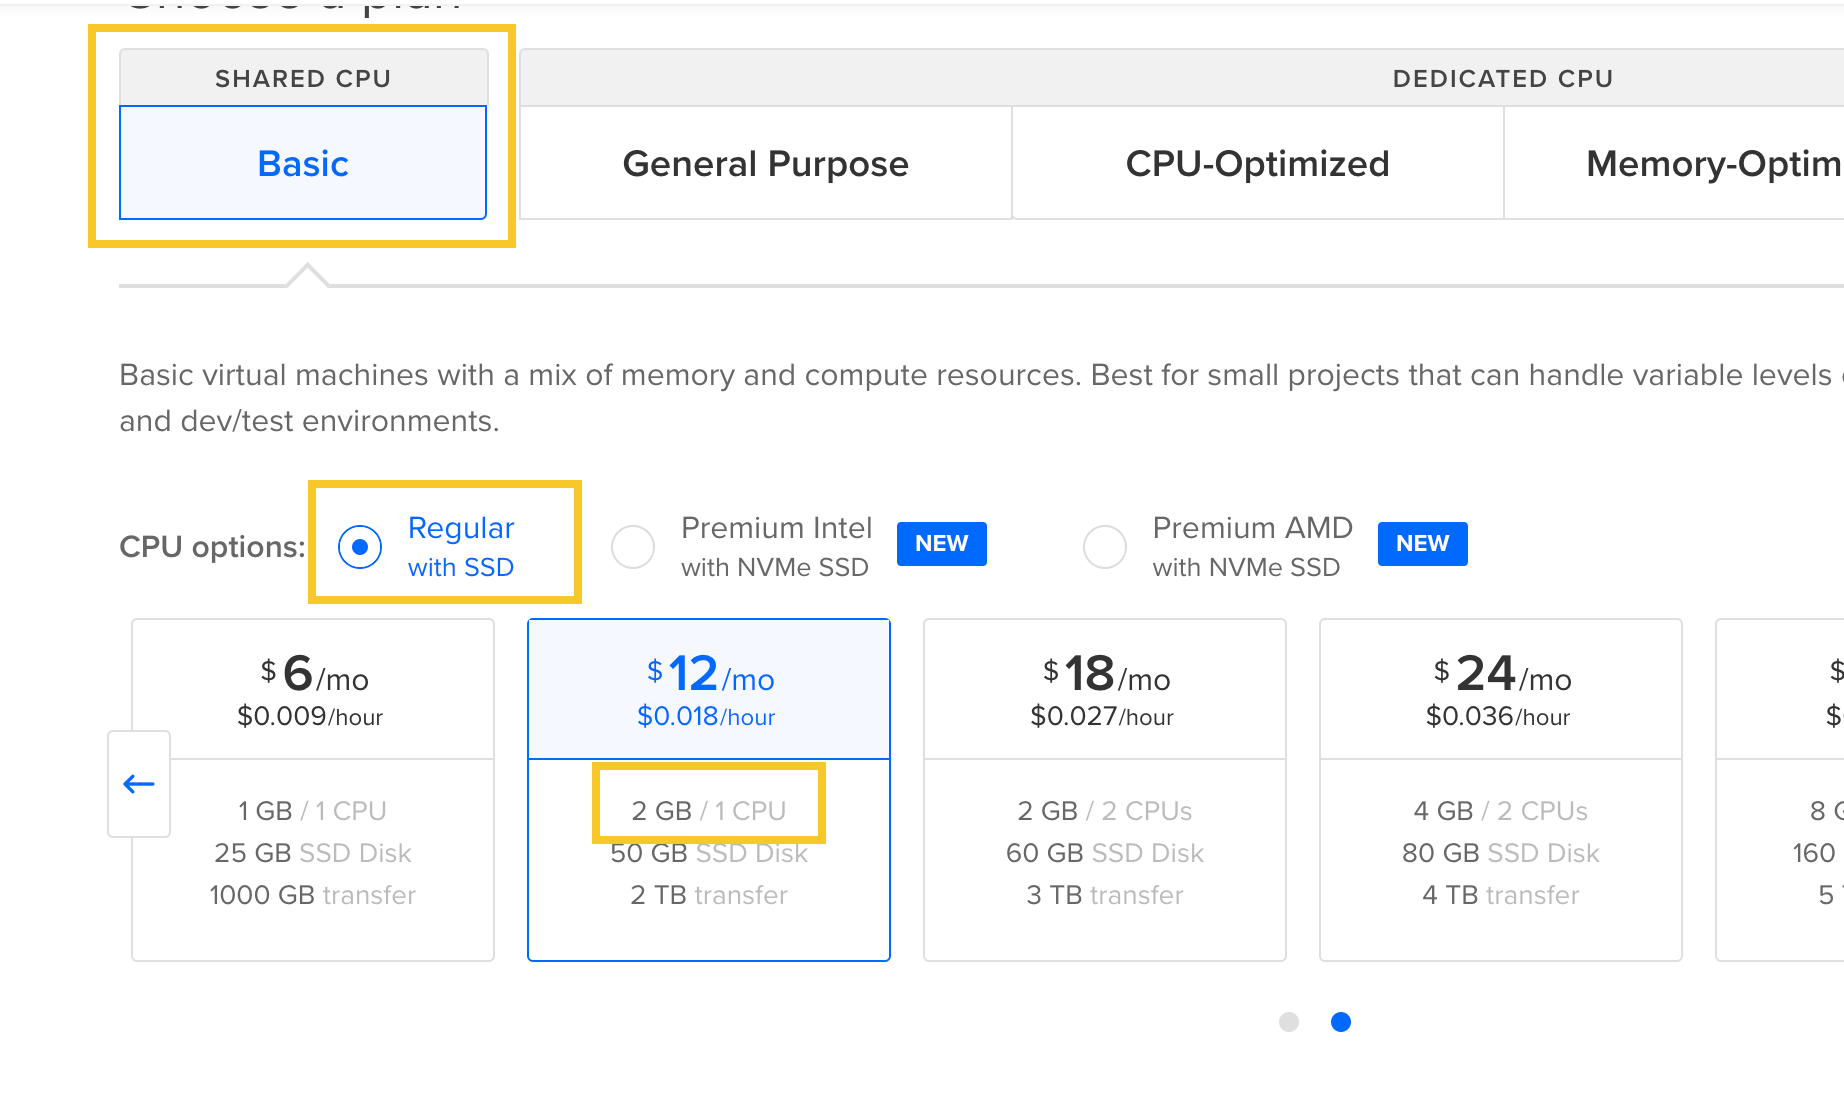 Choose a plan
SHARED CPU
DEDICATED CPU
Basic
General Purpose
CPU-Optimized
Memory-Optim
Basic virtual machines with a mix of memory and compute resources. Best for small projects that can handle variable levels
and dev/test environments.
CPU options:
Regular
with SSD
Premium Intel
with NVMe SSD
NEW
Premium AMD
with NVMe SSD
NEW
$6/mo
$0.009/hour
1 GB / 1 CPU
25 GB SSD Disk
1000 GB transfer
$12/mo
$0.018/hour
2 GB / 1 CPU
50 GB SSD Disk
2 TB transfer
$18/mo
$0.027/hour
2 GB / 2 CPUs
60 GB SSD Disk
3 TB transfer
$24/mo
$0.036/hour
4 GB / 2 CPUs
80 GB SSD Disk
4 TB transfer
$
$
8
160
5